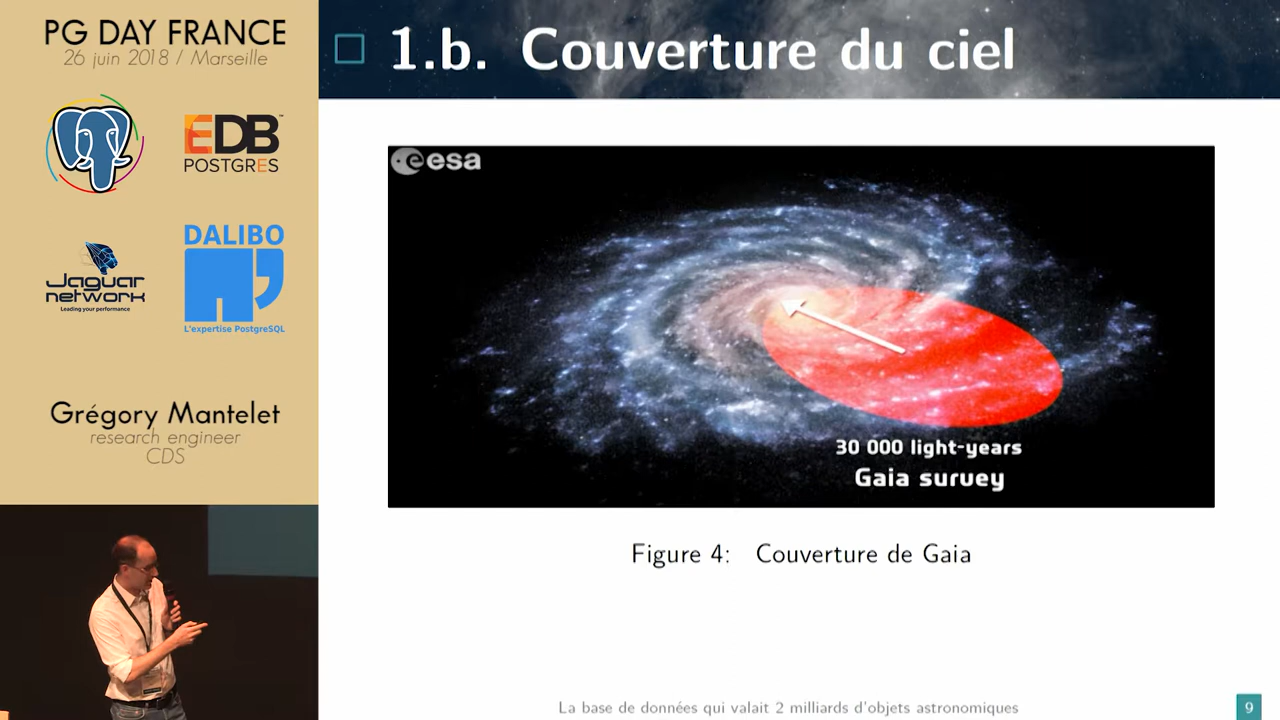 PG DAY FRANCE
26 juin 2018 / Marseille
EDB™
POSTGRES
Jaguar
network
Leading your performance
DALIBO
L'expertise PostgreSQL
Grégory Mantelet
research engineer
CDS
1.b. Couverture du ciel
esa
30 000 light-years
Gaia survey
Figure 4: Couverture de Gaia
La base de données qui valait 2 milliards d'objets astronomiques
9